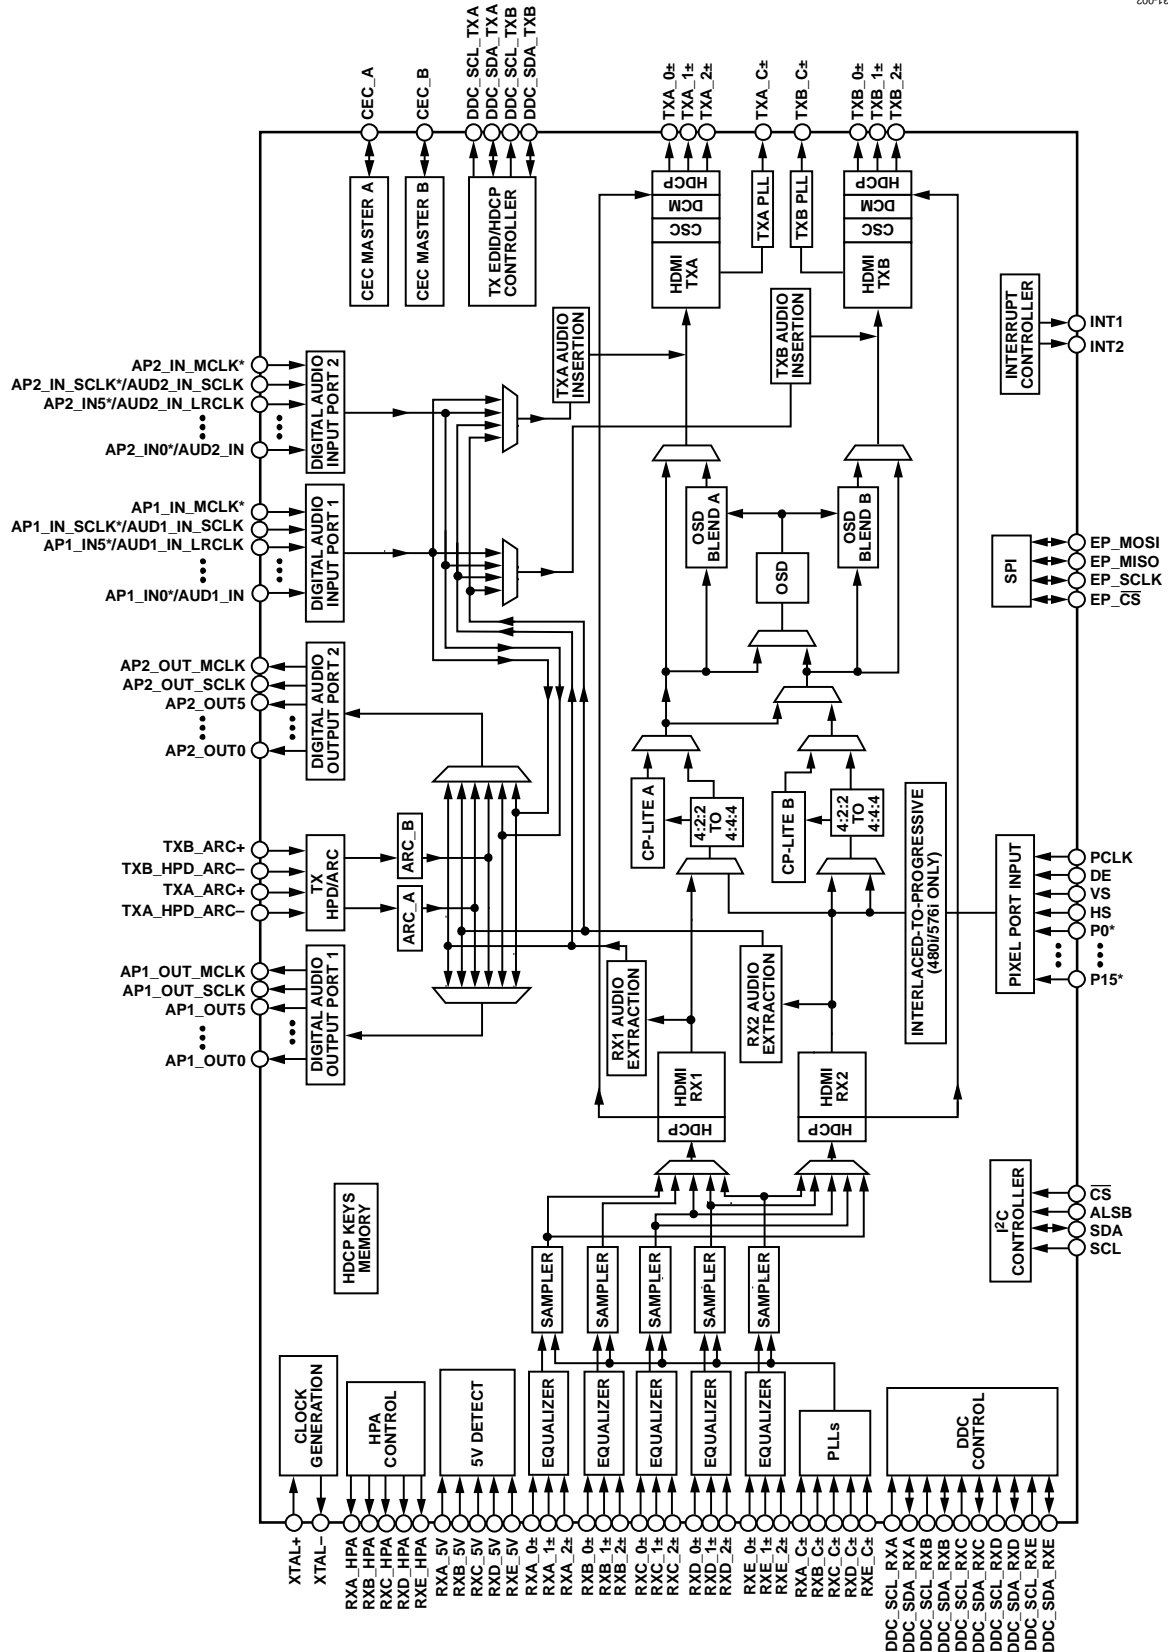 CEC_A
CEC_B
DDC_SCL_TXA
DDC_SDA_TXA
DDC_SCL_TXB
DDC_SDA_TXB
TXA_0±
TXA_1±
TXA_2±
TXA_C±
TXB_C±
TXB_0±
TXB_1±
TXB_2±
CEC MASTER A
CEC MASTER B
TX EDID/HDCP
CONTROLLER
HDCP
DCM
CSC
HDMI
TXA
TXA PLL
TXB PLL
HDCP
DCM
CSC
HDMI
TXB
AP2_IN_MCLK*
AP2_IN_SCLK*/AUD2_IN_SCLK
AP2_IN5*/AUD2_IN_LRCLK
AP2_IN0*/AUD2_IN
DIGITAL AUDIO
INPUT PORT 2
TXA AUDIO
INSERTION
TXB AUDIO
INSERTION
INTERRUPT
CONTROLLER
INT1
INT2
AP1_IN_MCLK*
AP1_IN_SCLK*/AUD1_IN_SCLK
AP1_IN5*/AUD1_IN_LRCLK
AP1_IN0*/AUD1_IN
DIGITAL AUDIO
INPUT PORT 1
OSD
BLEND A
OSD
OSD
BLEND B
SPI
EP_MOSI
EP_MISO
EP_SCLK
EP_C̅S̅
AP2_OUT_MCLK
AP2_OUT_SCLK
AP2_OUT5
AP2_OUT0
DIGITAL AUDIO
OUTPUT PORT 2
CP-LITE A
4:2:2
TO
4:4:4
CP-LITE B
4:2:2
TO
4:4:4
TXB_ARC+
TXB_HPD_ARC–
TXA_ARC+
TXA_HPD_ARC–
TX
HPD/ARC
ARC_B
ARC_A
INTERLACED-TO-PROGRESSIVE
(480i/576i ONLY)
PIXEL PORT INPUT
PCLK
DE
VS
HS
P0*
P15*
AP1_OUT_MCLK
AP1_OUT_SCLK
AP1_OUT5
AP1_OUT0
DIGITAL AUDIO
OUTPUT PORT 1
RX1 AUDIO
EXTRACTION
RX2 AUDIO
EXTRACTION
HDMI
RX1
HDCP
HDMI
RX2
HDCP
HDCP KEYS
MEMORY
I²C
CONTROLLER
C̅S̅
ALSB
SDA
SCL
SAMPLER
SAMPLER
SAMPLER
SAMPLER
SAMPLER
CLOCK
GENERATION
HPA
CONTROL
5V DETECT
EQUALIZER
EQUALIZER
EQUALIZER
EQUALIZER
EQUALIZER
PLLs
DDC
CONTROL
XTAL+
XTAL–
RXA_HPA
RXB_HPA
RXC_HPA
RXD_HPA
RXE_HPA
RXA_5V
RXB_5V
RXC_5V
RXD_5V
RXE_5V
RXA_0±
RXA_1±
RXA_2±
RXB_0±
RXB_1±
RXB_2±
RXC_0±
RXC_1±
RXC_2±
RXD_0±
RXD_1±
RXD_2±
RXE_0±
RXE_1±
RXE_2±
RXA_C±
RXB_C±
RXC_C±
RXD_C±
RXE_C±
DDC_SCL_RXA
DDC_SDA_RXA
DDC_SCL_RXB
DDC_SDA_RXB
DDC_SCL_RXC
DDC_SDA_RXC
DDC_SCL_RXD
DDC_SDA_RXD
DDC_SCL_RXE
DDC_SDA_RXE